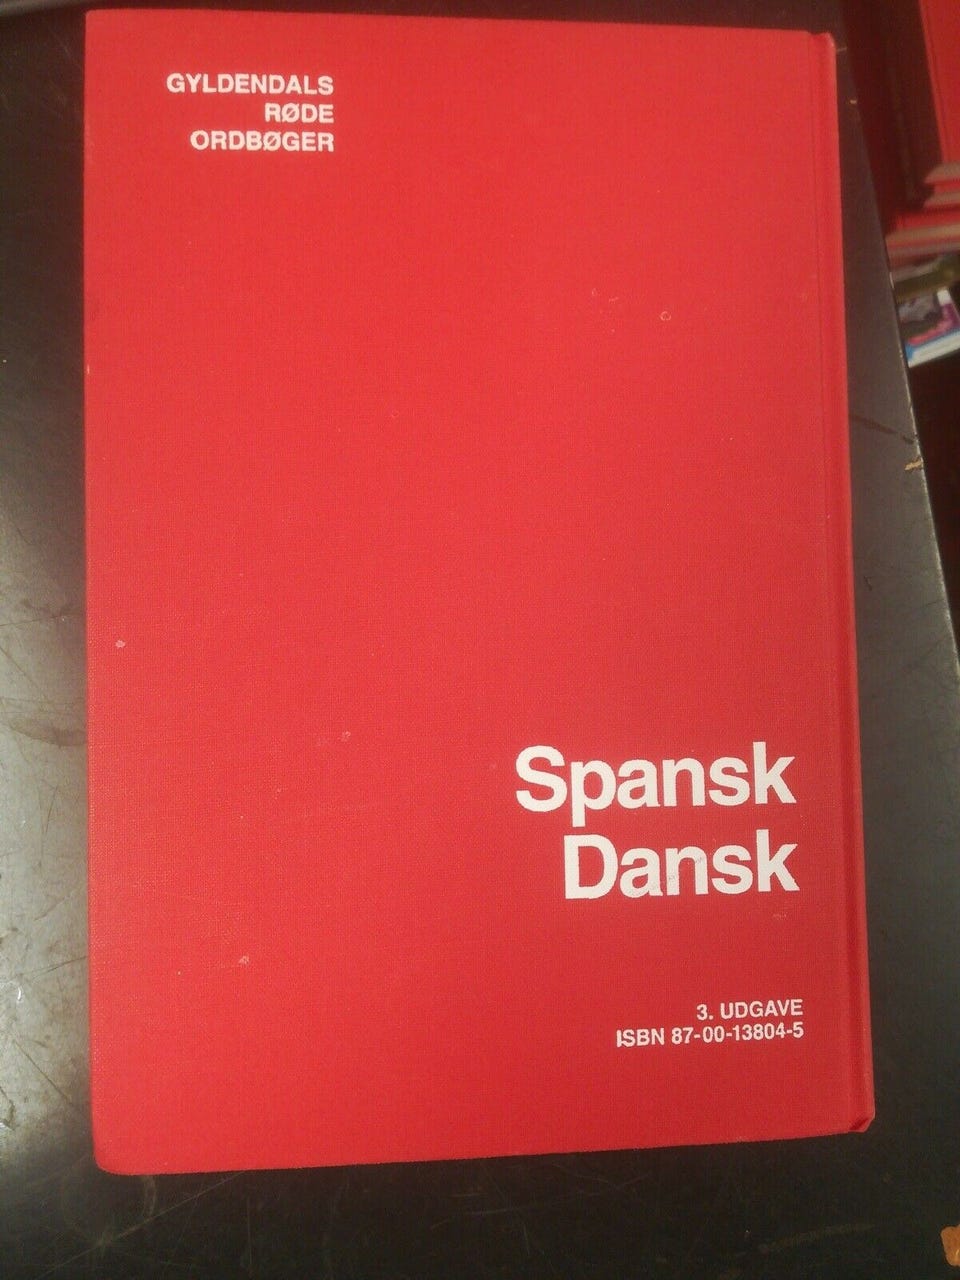 GYLDENDALS
RØDE
ORDBØGER
Spansk
Dansk
3. UDGAVE
ISBN 87-00-13804-5